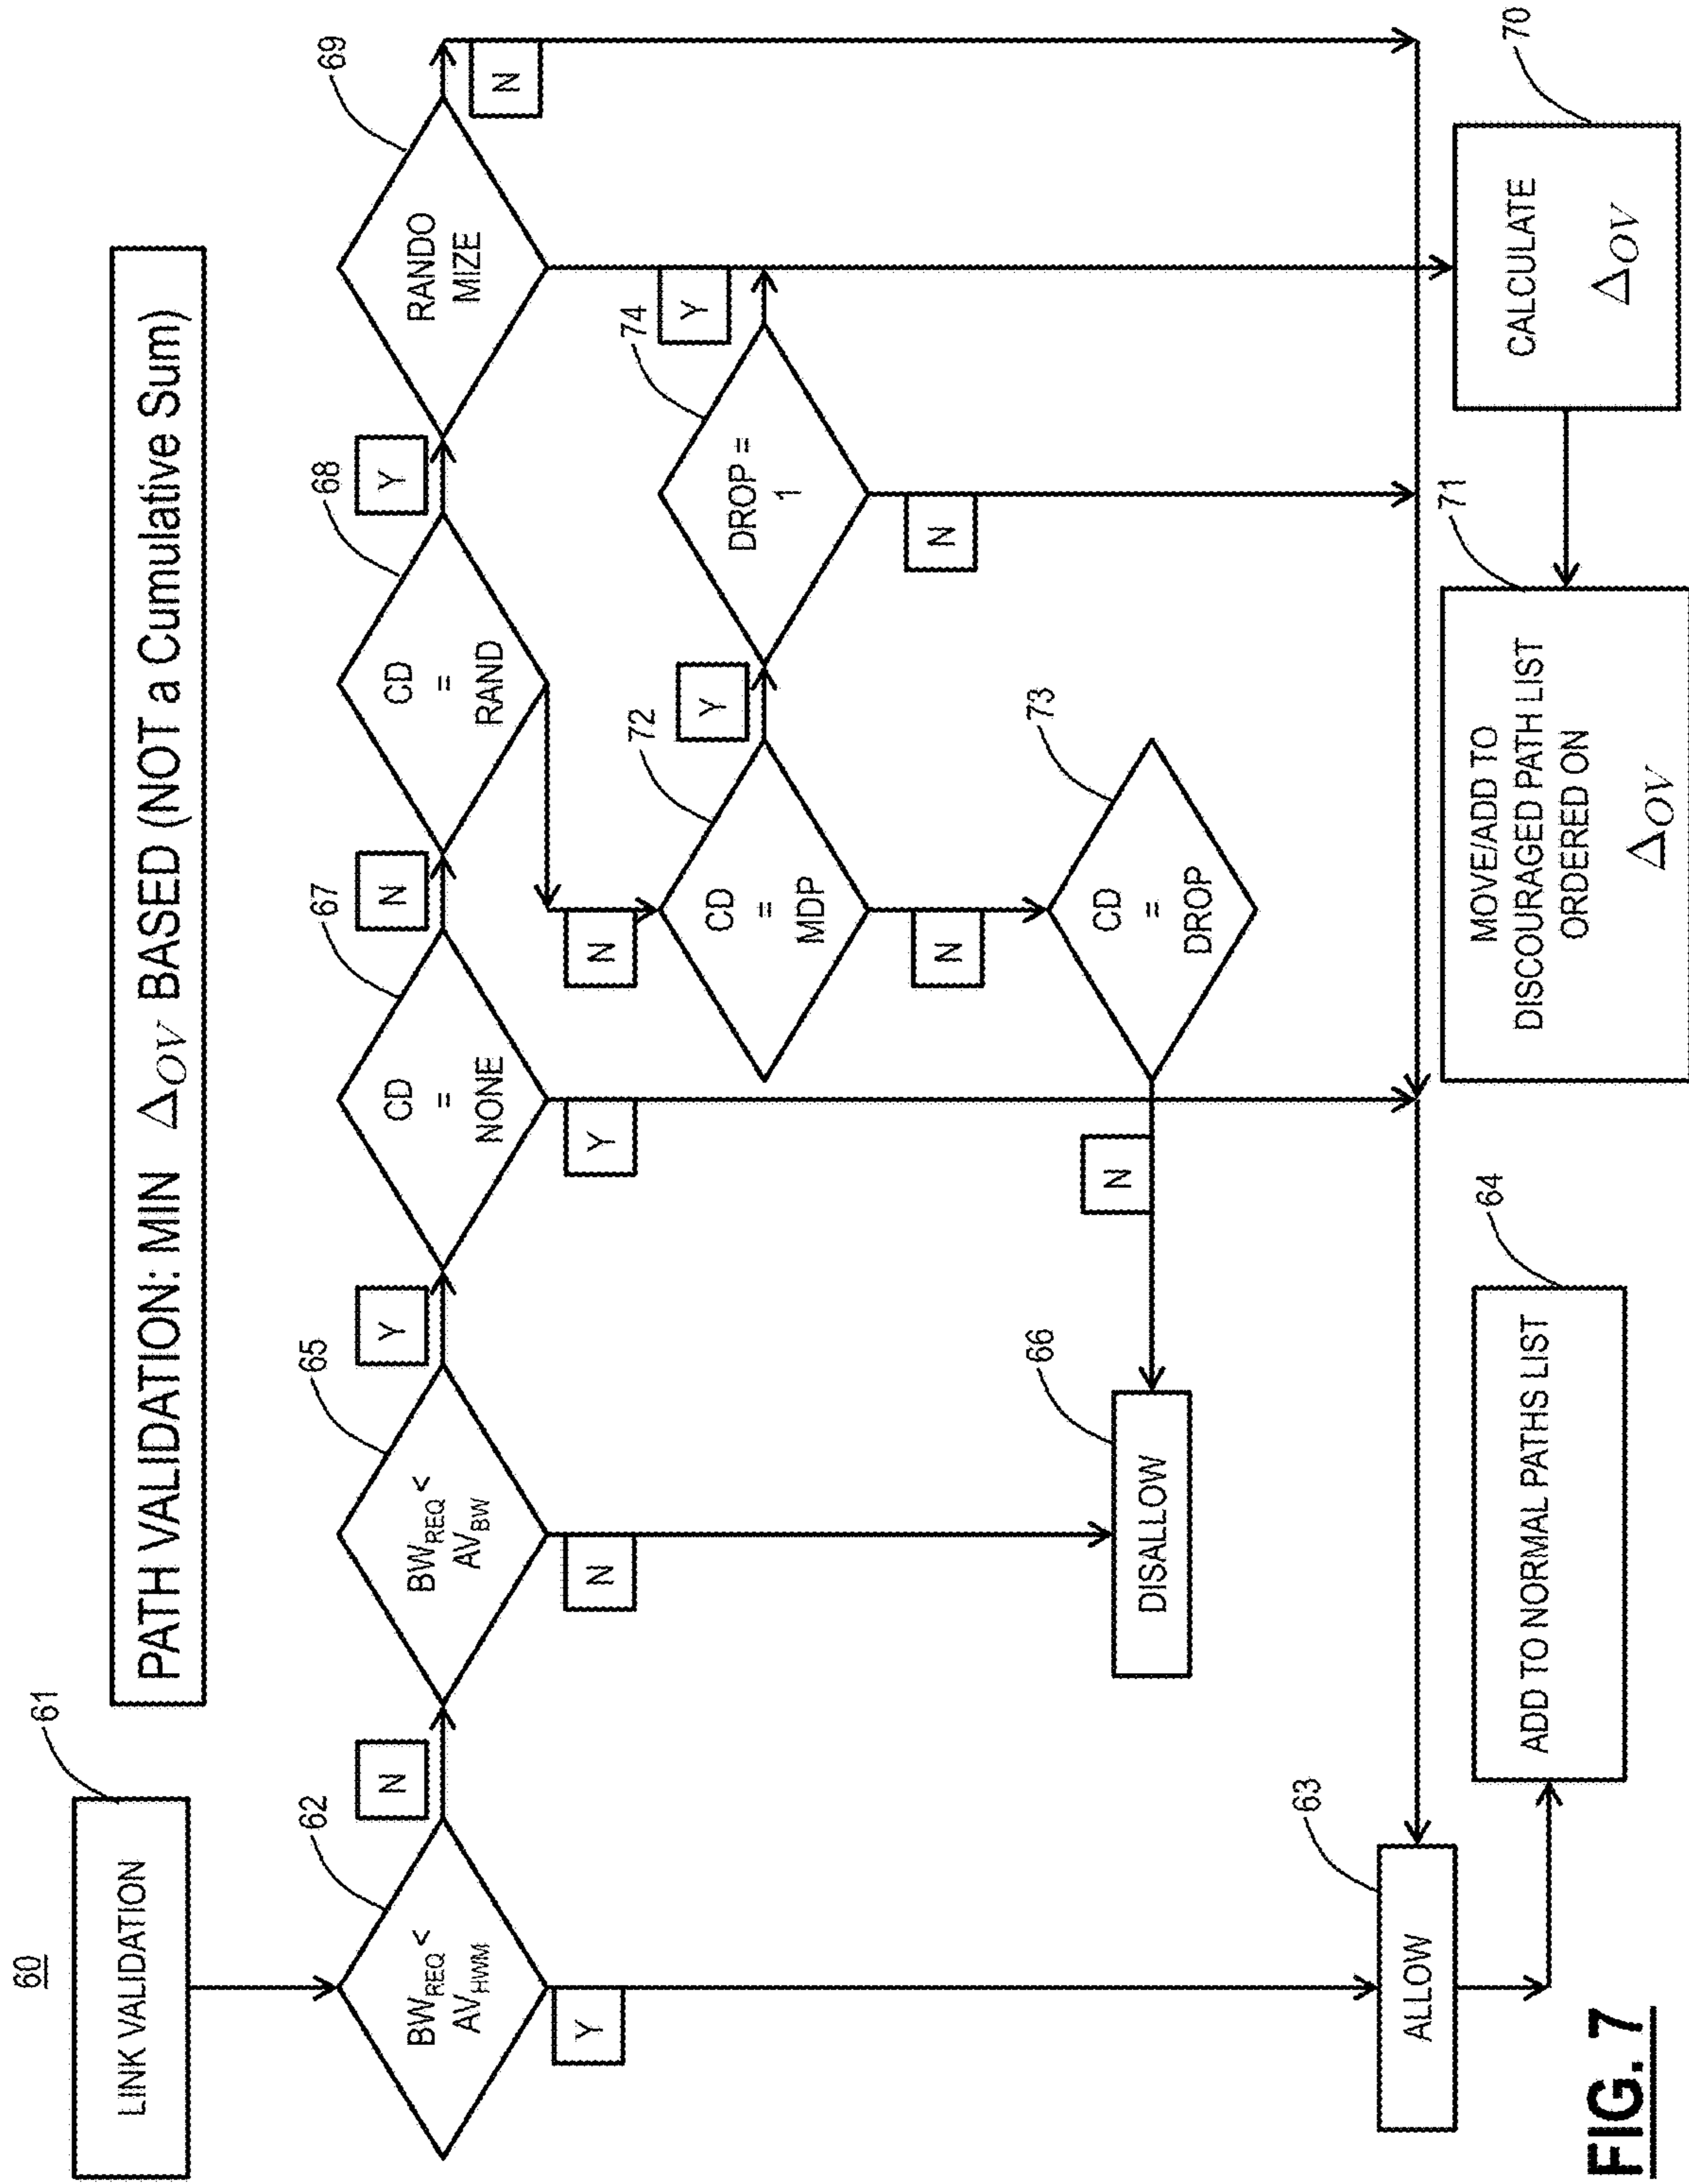 60
PATH VALIDATION: MIN Δ_OV BASED (NOT a Cumulative Sum)
LINK VALIDATION
61
BW_REQ <
AV_HWM
62
N
Y
ALLOW
63
ADD TO NORMAL PATHS LIST
64
BW_REQ <
AV_BW
65
Y
N
DISALLOW
66
CD
=
NONE
67
N
Y
CD
=
RAND
68
Y
N
RANDO
MIZE
69
N
Y
CD
=
MDP
72
Y
N
DROP =
1
74
N
CD
=
DROP
73
N
CALCULATE
Δ_OV
70
MOVE/ADD TO
DISCOURAGED PATH LIST
ORDERED ON
Δ_OV
71
FIG. 7